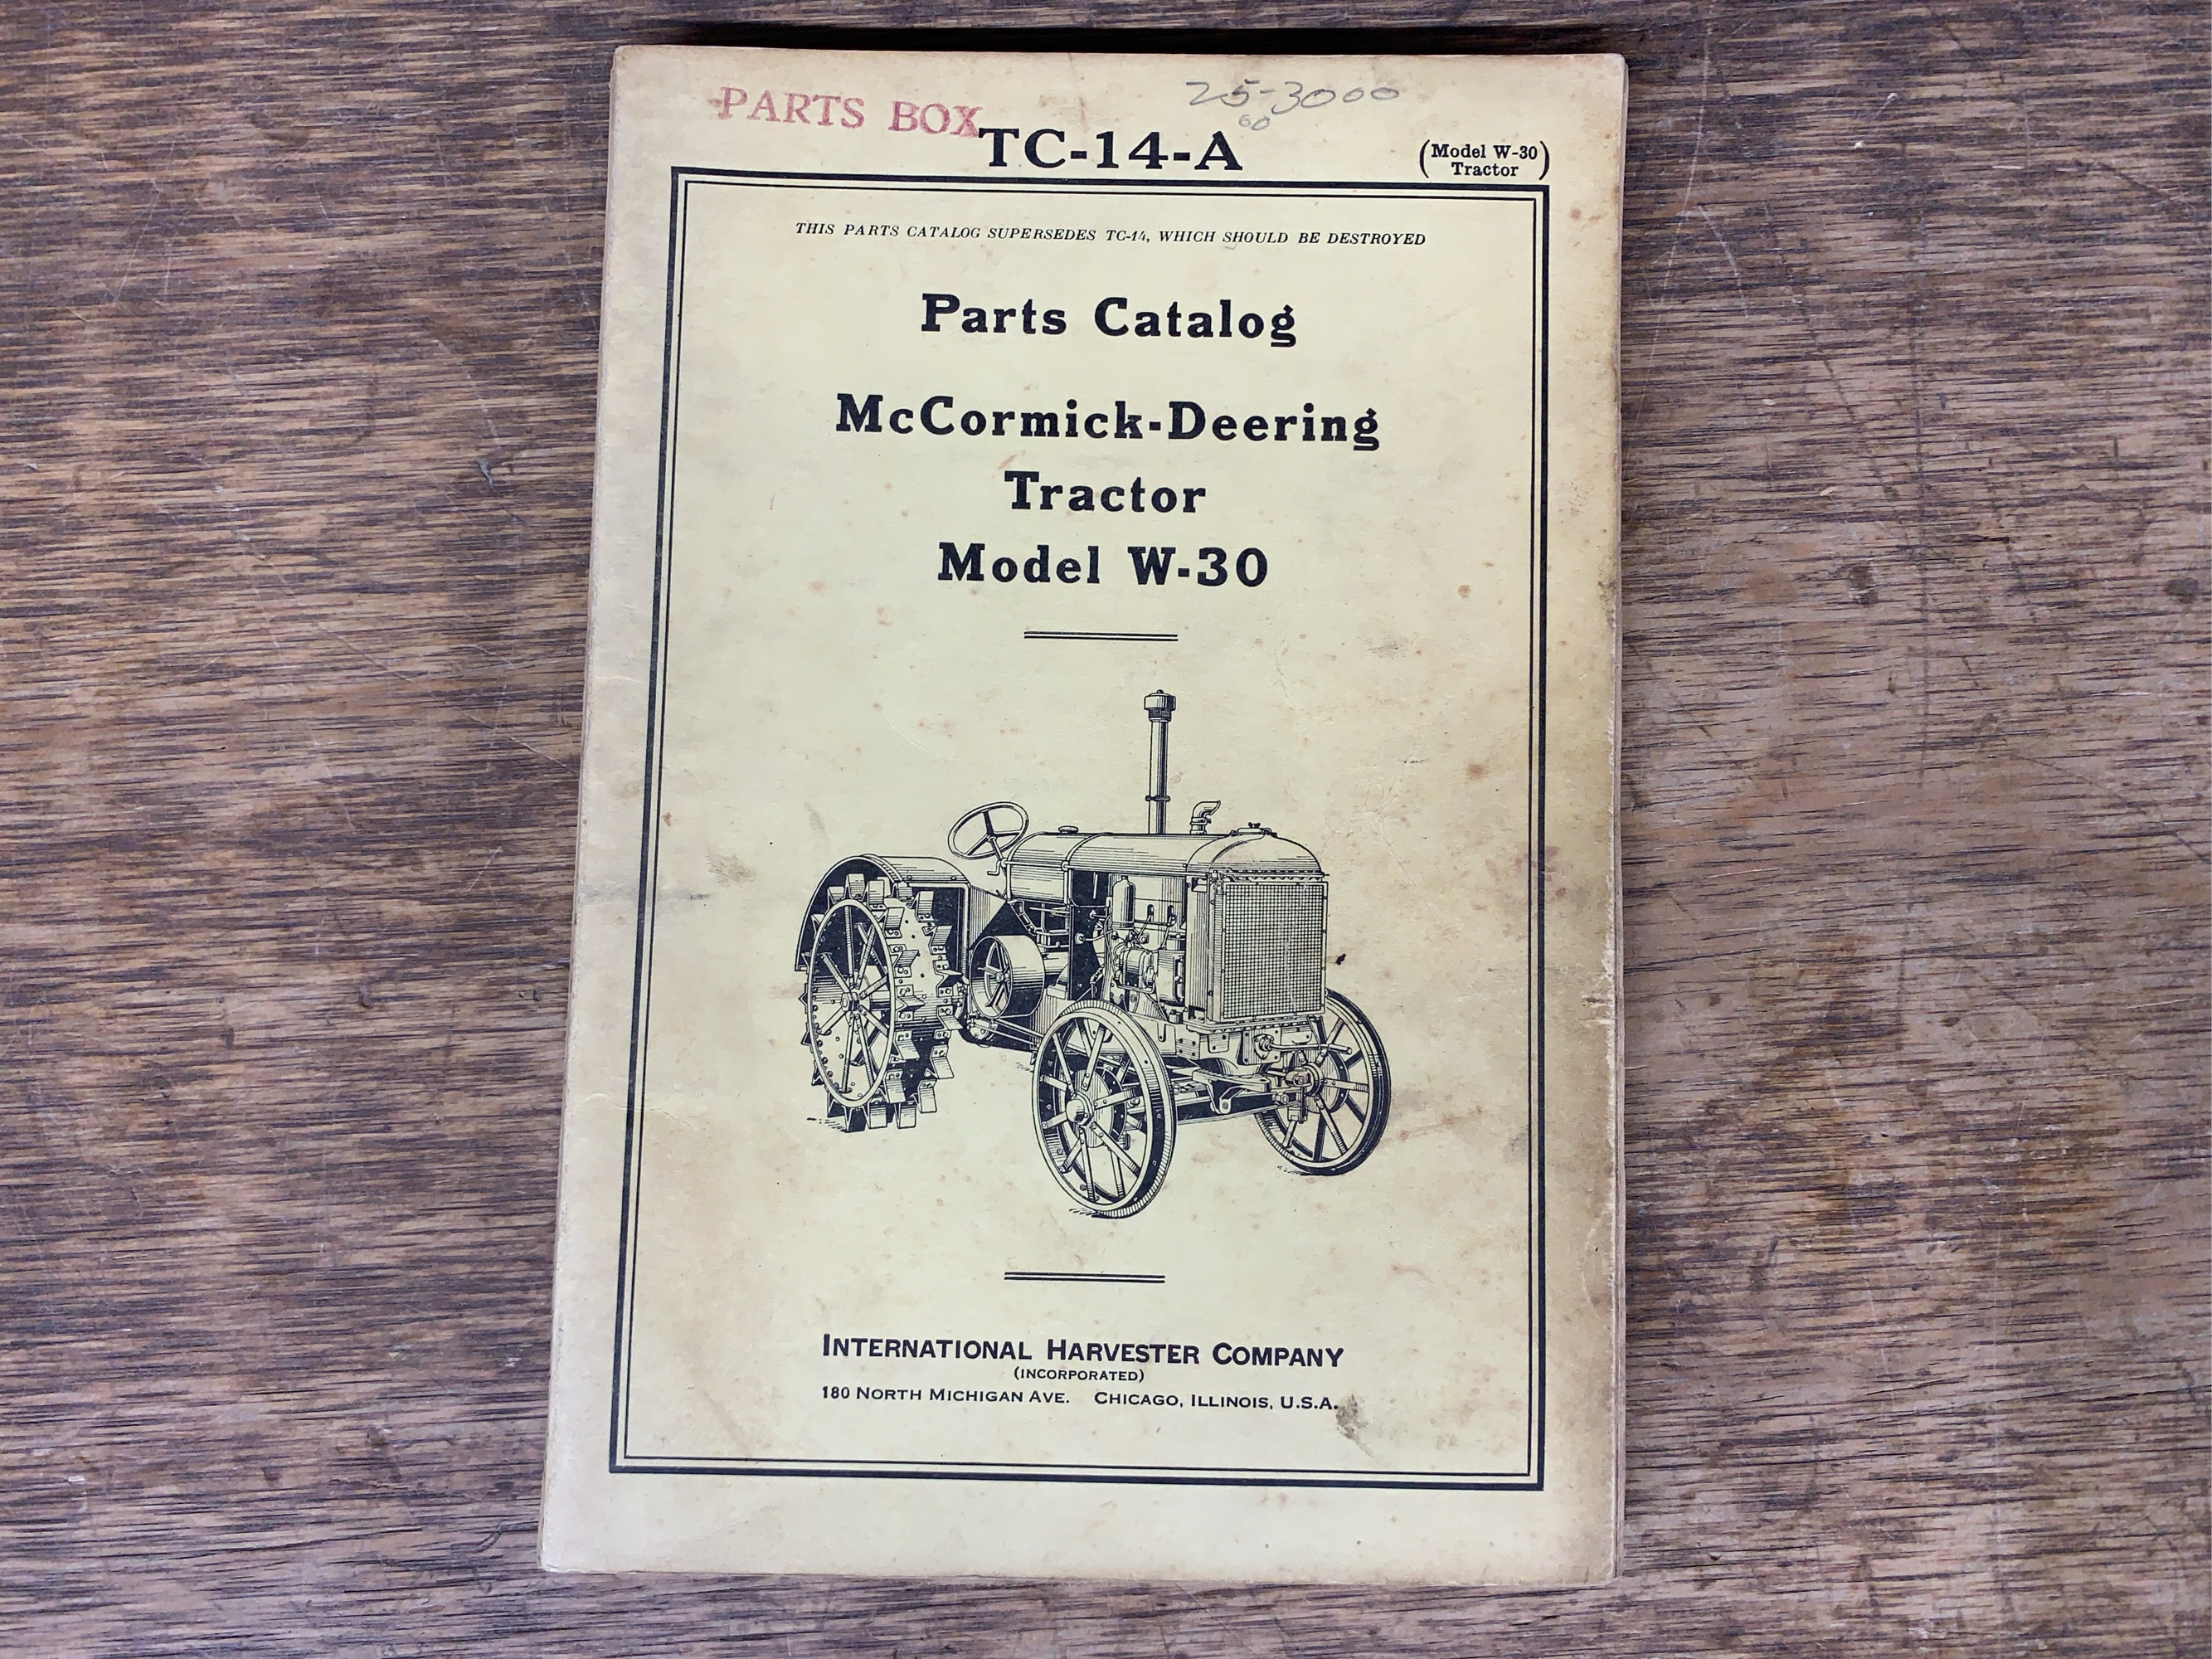 PARTS BOX
25-3000
60
TC-14-A
(Model W-30 Tractor)
THIS PARTS CATALOG SUPERSEDES TC-14, WHICH SHOULD BE DESTROYED
Parts Catalog
McCormick-Deering
Tractor
Model W-30
INTERNATIONAL HARVESTER COMPANY
(INCORPORATED)
180 NORTH MICHIGAN AVE. CHICAGO, ILLINOIS, U.S.A.